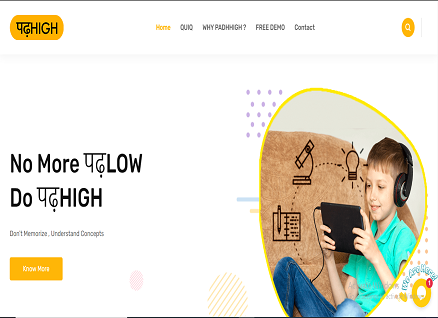 पढ़HIGH
Home QUIQ WHY PADHHIGH ? FREE DEMO Contact
No More पढ़LOW
Do पढ़HIGH
Don't Memorize , Understand Concepts
Know More
We Are Here!
1